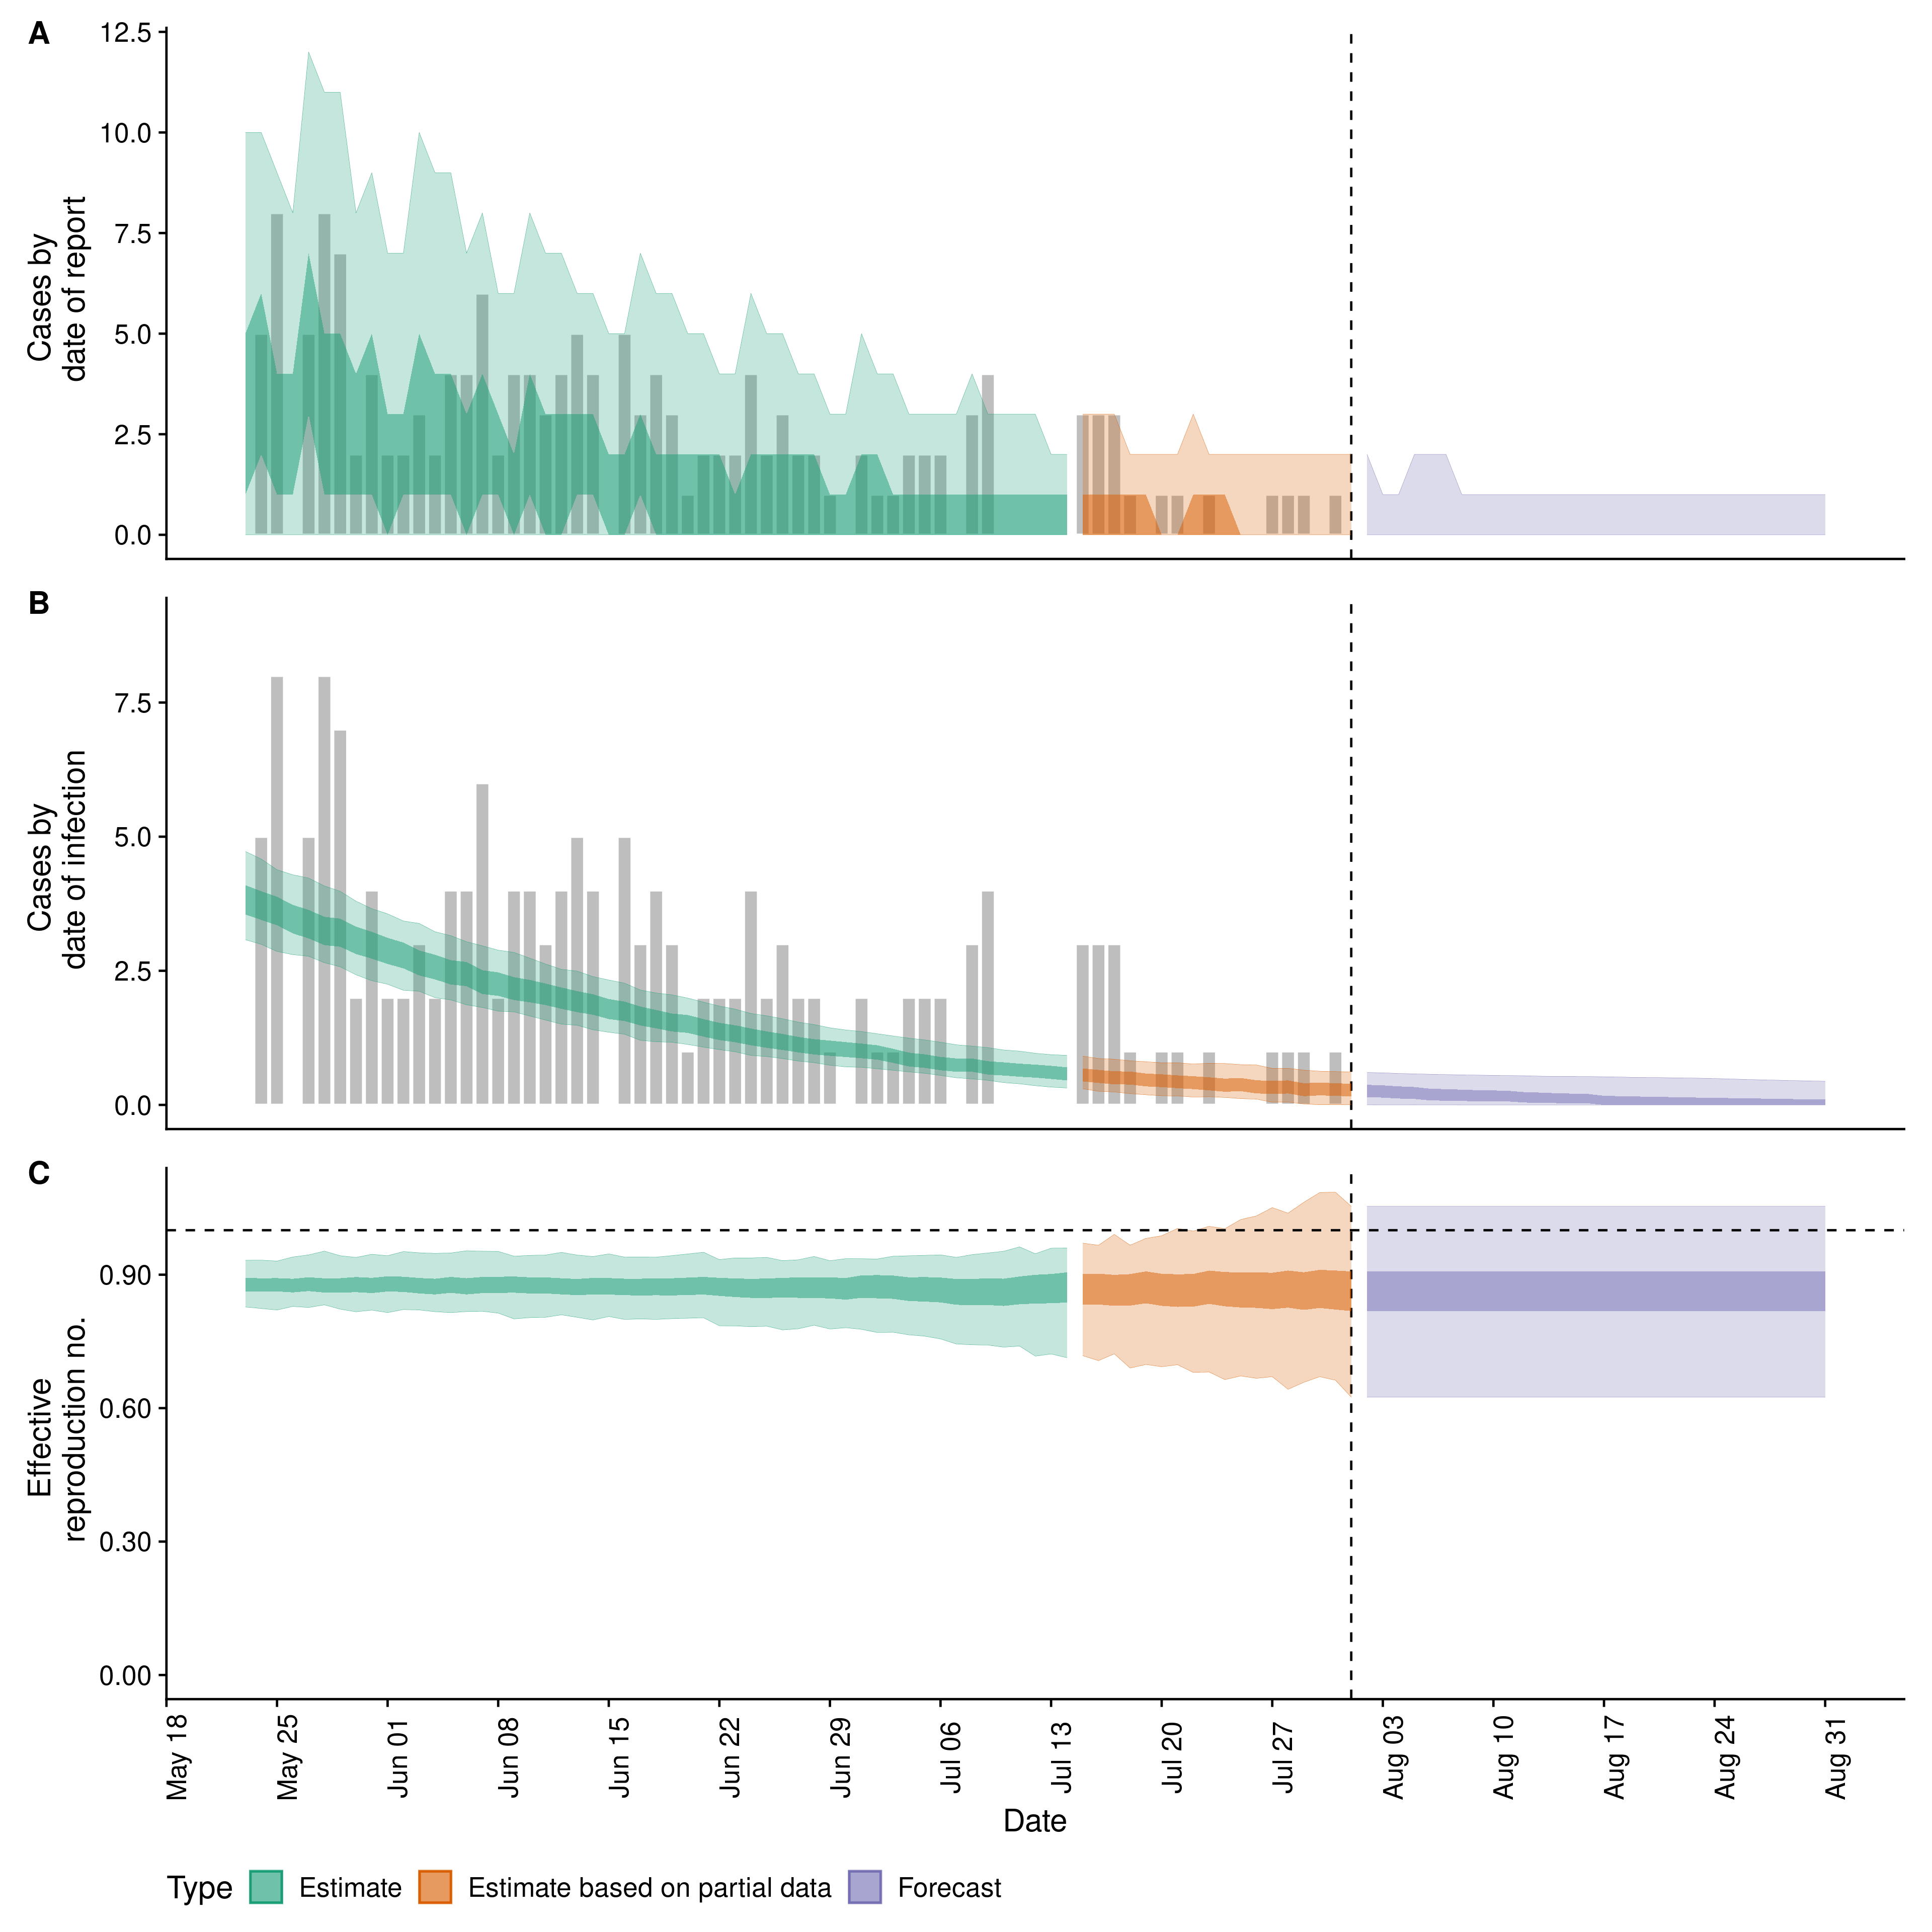 A
12.5
10.0
7.5
5.0
2.5
0.0
Cases by
date of report
B
7.5
5.0
2.5
0.0
Cases by
date of infection
C
0.90
0.60
0.30
0.00
Effective
reproduction no.
May 18
May 25
Jun 01
Jun 08
Jun 15
Jun 22
Jun 29
Jul 06
Jul 13
Jul 20
Jul 27
Aug 03
Aug 10
Aug 17
Aug 24
Aug 31
Date
Type Estimate Estimate based on partial data Forecast